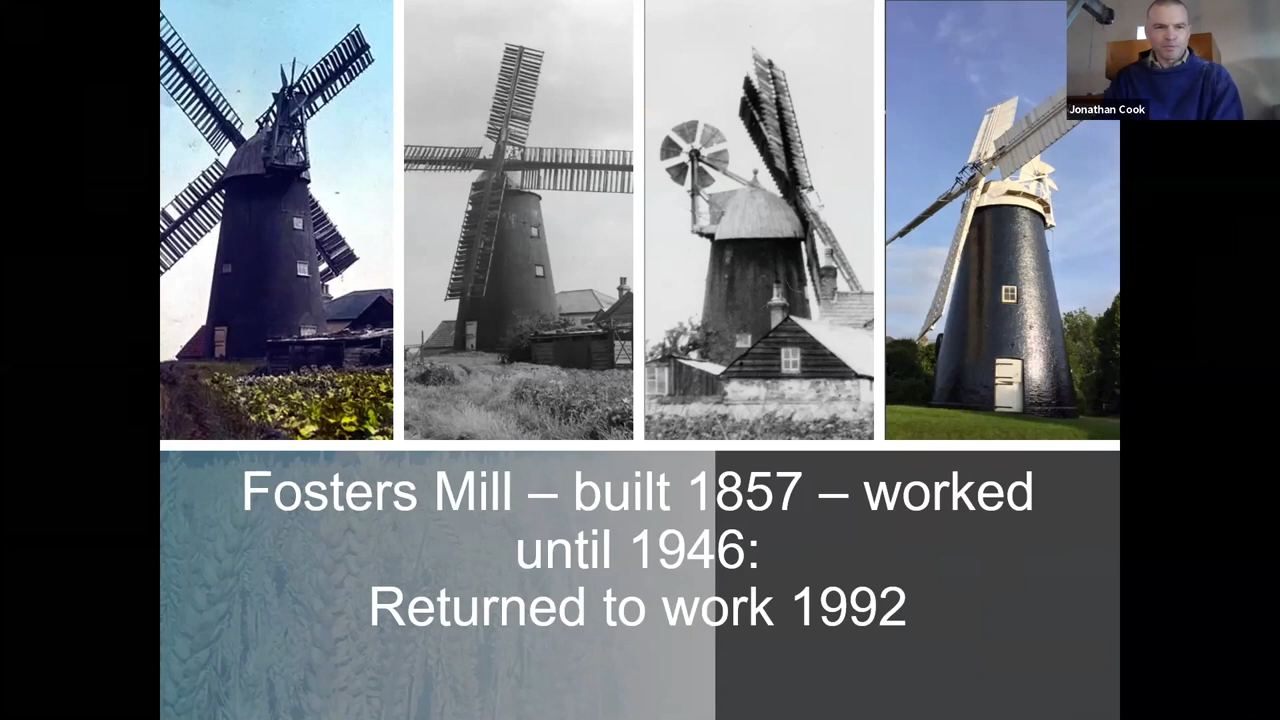 Jonathan Cook
Fosters Mill – built 1857 – worked
until 1946:
Returned to work 1992